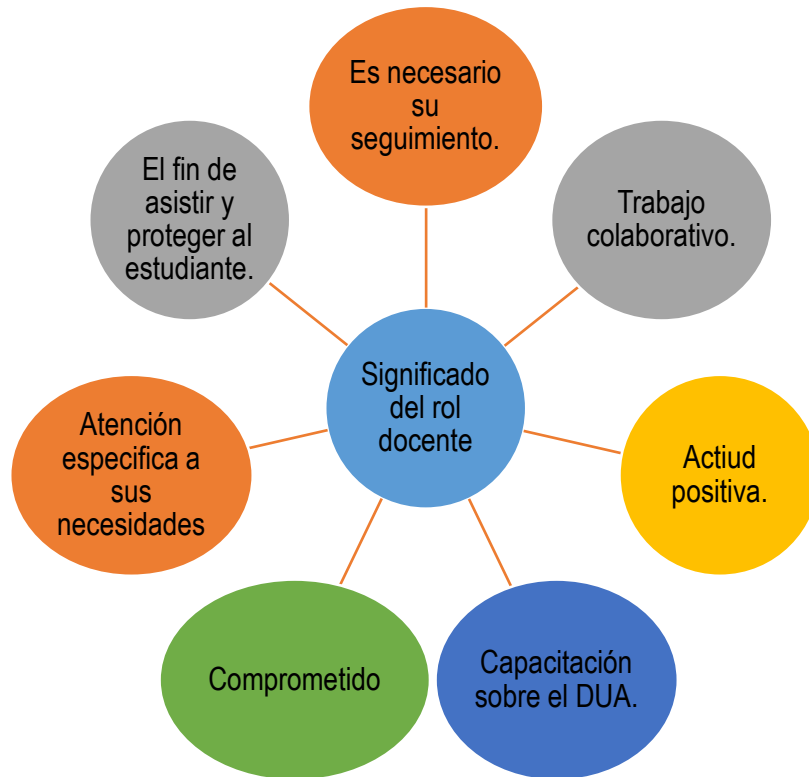 Es necesario
su
seguimiento.
El fin de
asistir y
proteger al
estudiante.
Trabajo
colaborativo.
Significado
del rol
docente
Atención
especifica a
sus
necesidades
Actiud
positiva.
Comprometido
Capacitación
sobre el DUA.